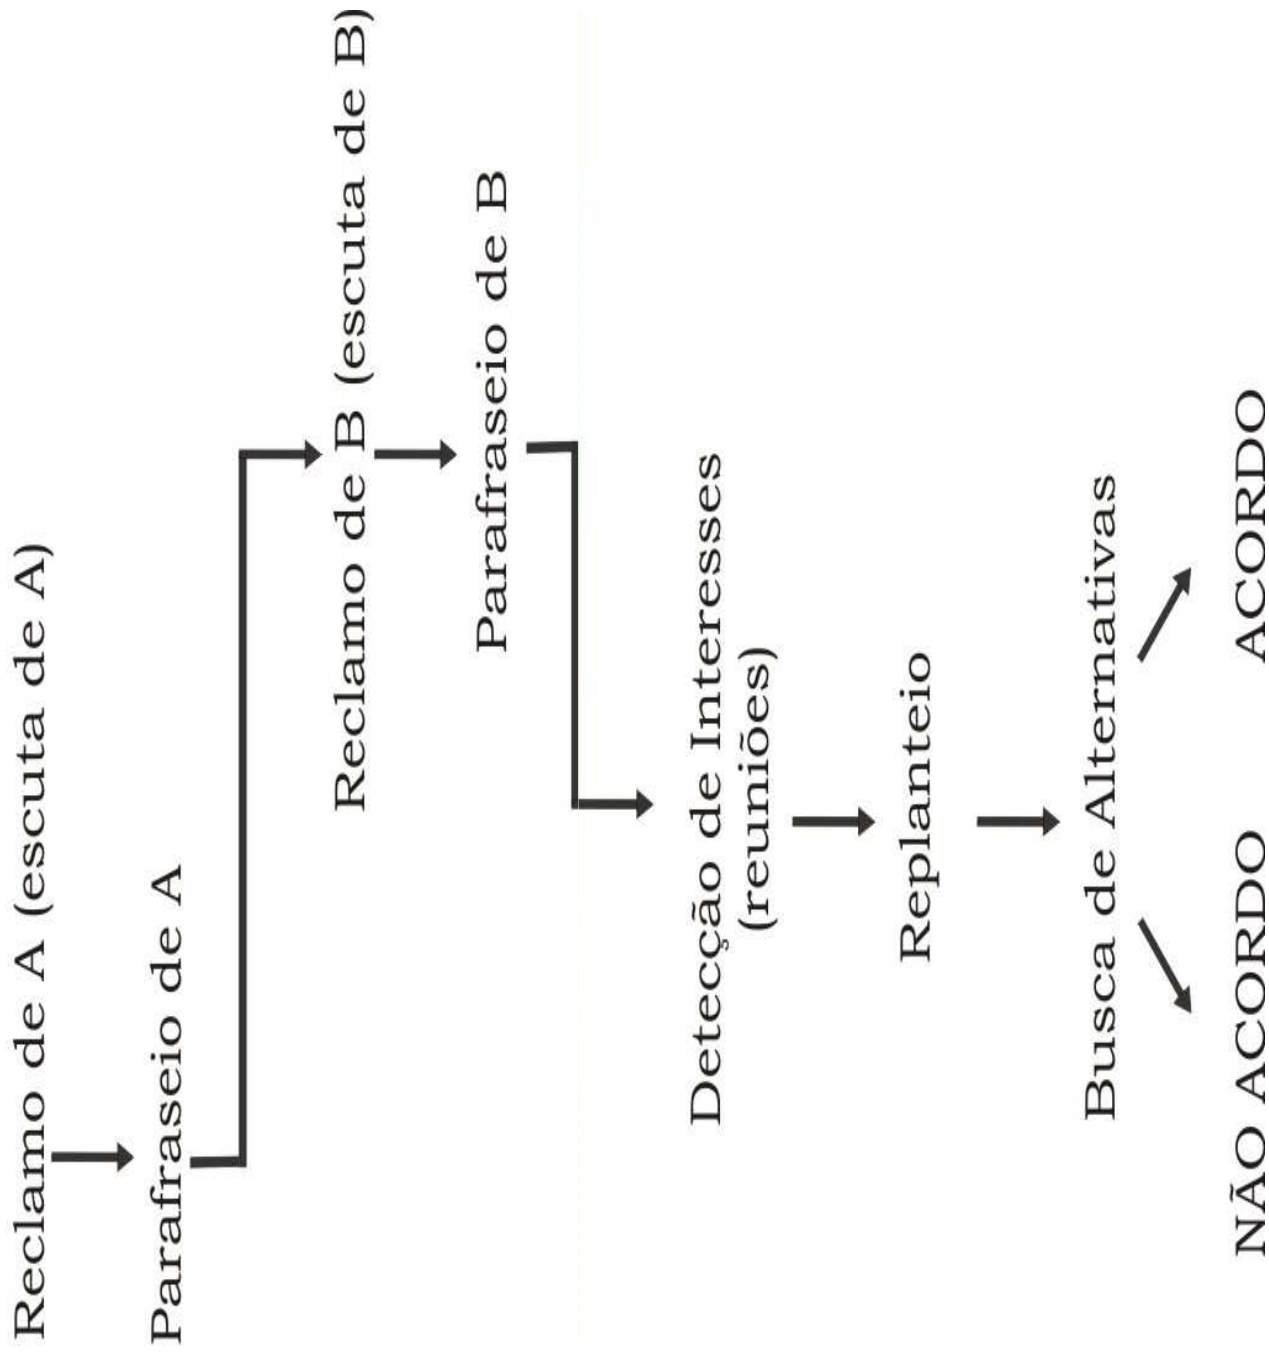 Reclamo de A (escuta de A)
Parafraseio de A
Reclamo de B (escuta de B)
Parafraseio de B
Detecção de Interesses
(reuniões)
Replanteio
Busca de Alternativas
NÃO ACORDO
ACORDO